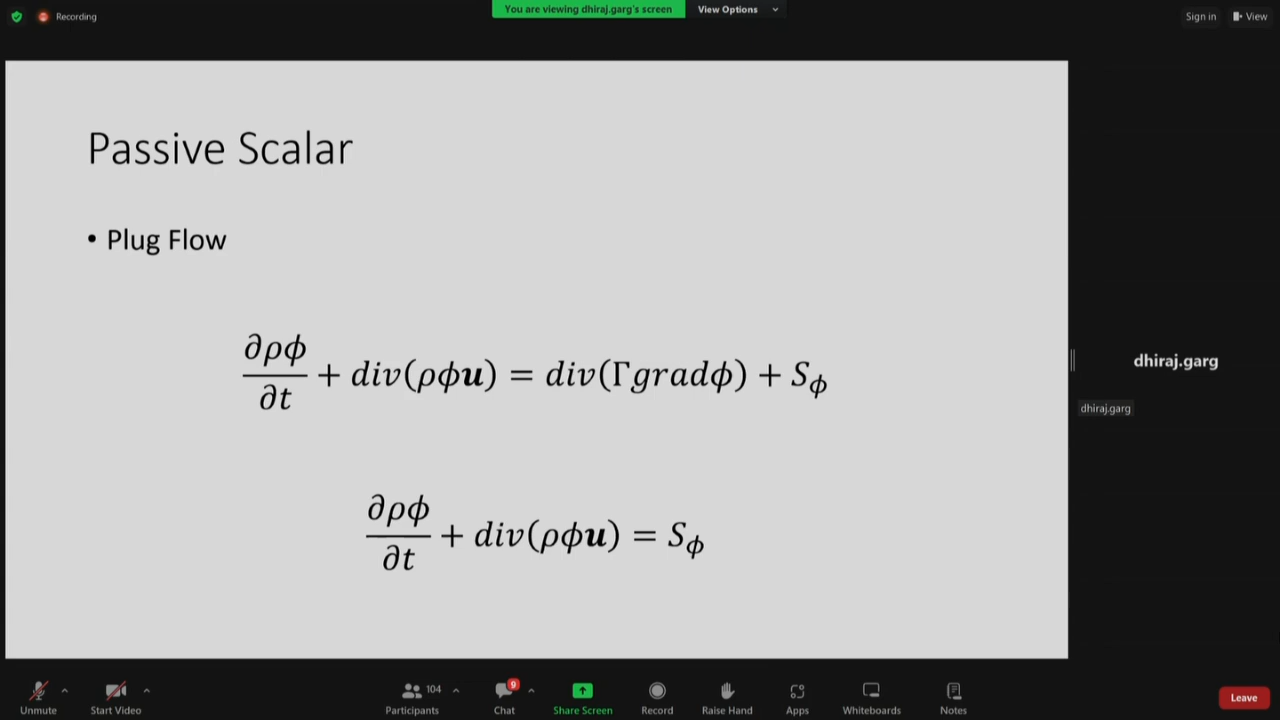 Recording
You are viewing dhiraj.garg's screen
View Options
Sign in
View
Passive Scalar
• Plug Flow
∂ρϕ/∂t + div(ρϕu) = div(Γgradϕ) + S_ϕ
∂ρϕ/∂t + div(ρϕu) = S_ϕ
dhiraj.garg
dhiraj.garg
Unmute
Start Video
104
Participants
9
Chat
Share Screen
Record
Raise Hand
Apps
Whiteboards
Notes
Leave